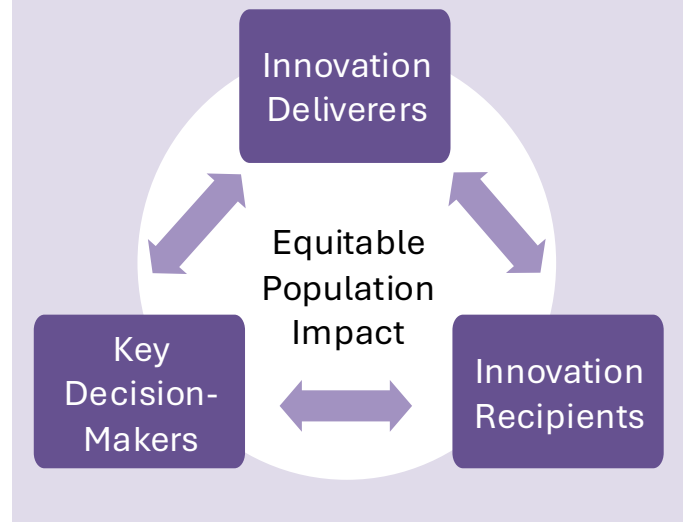 Innovation
Deliverers
Equitable
Population
Impact
Key
Decision-
Makers
Innovation
Recipients